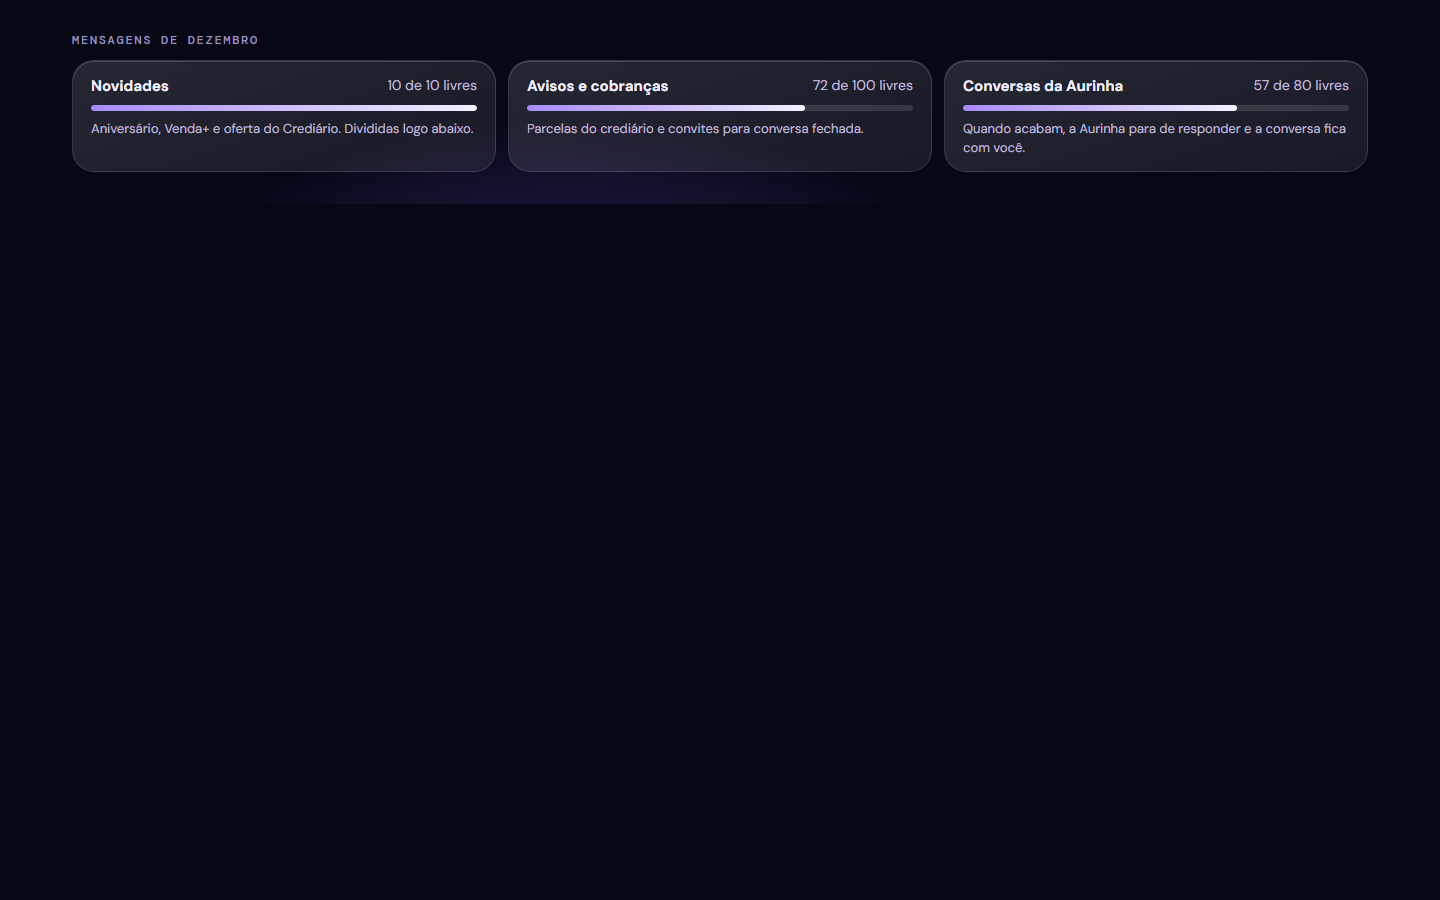 MENSAGENS DE DEZEMBRO
Novidades
10 de 10 livres
Aniversário, Venda+ e oferta do Crediário. Divididas logo abaixo.
Avisos e cobranças
72 de 100 livres
Parcelas do crediário e convites para conversa fechada.
Conversas da Aurinha
57 de 80 livres
Quando acabam, a Aurinha para de responder e a conversa fica
com você.